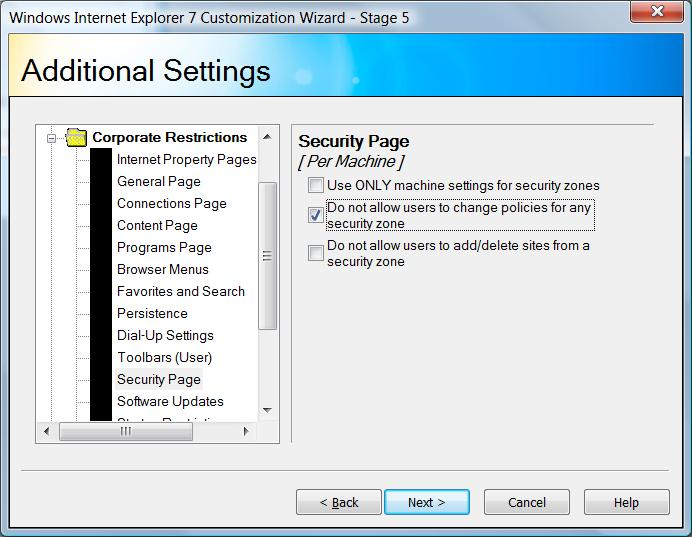 Windows Internet Explorer 7 Customization Wizard - Stage 5
Additional Settings
Corporate Restrictions
Internet Property Pages
General Page
Connections Page
Content Page
Programs Page
Browser Menus
Favorites and Search
Persistence
Dial-Up Settings
Toolbars (User)
Security Page
Software Updates
Security Page
[ Per Machine ]
Use ONLY machine settings for security zones
Do not allow users to change policies for any
security zone
Do not allow users to add/delete sites from a
security zone
< Back
Next >
Cancel
Help